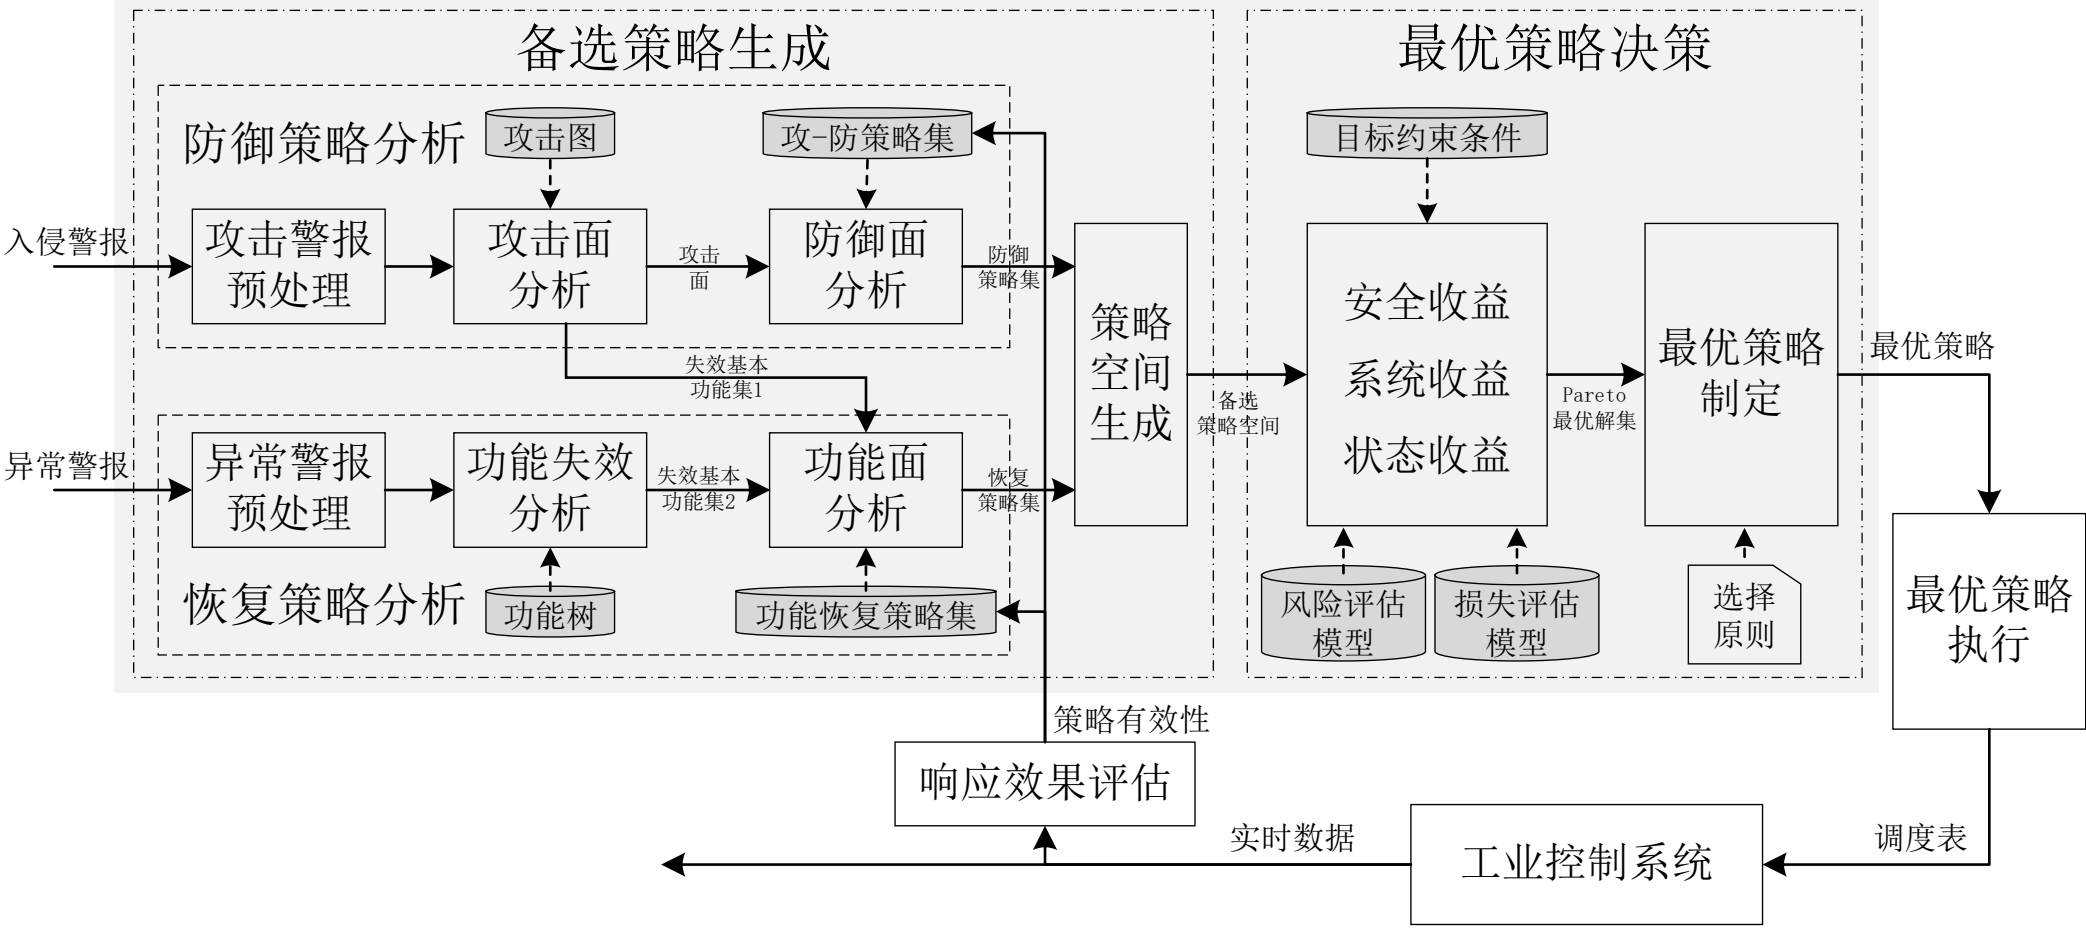 备选策略生成
最优策略决策
防御策略分析
攻击图
攻-防策略集
目标约束条件
入侵警报
攻击警报
预处理
攻击面
分析
攻击
面
防御面
分析
防御
策略集
失效基本
功能集1
策略
空间
生成
备选
策略空间
安全收益
系统收益
状态收益
Pareto
最优解集
最优策略
制定
最优策略
异常警报
异常警报
预处理
功能失效
分析
失效基本
功能集2
功能面
分析
恢复
策略集
恢复策略分析
功能树
功能恢复策略集
风险评估
模型
损失评估
模型
选择
原则
最优策略
执行
策略有效性
响应效果评估
实时数据
工业控制系统
调度表